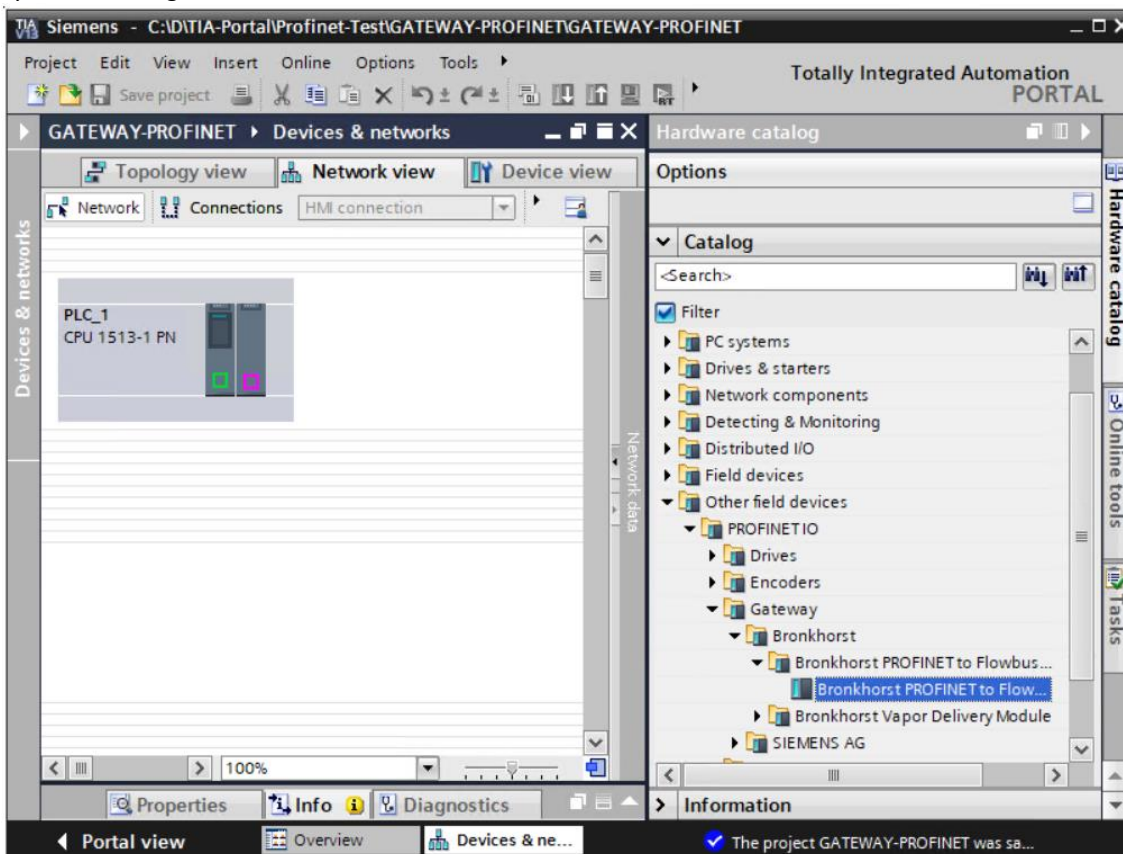 Siemens - C:\D\TIA-Portal\Profinet-Test\GATEWAY-PROFINET\GATEWAY-PROFINET
Project Edit View Insert Online Options Tools
Save project
Totally Integrated Automation
PORTAL
GATEWAY-PROFINET Devices & networks
Hardware catalog
Topology view Network view Device view
Options
Network Connections HMI connection
Devices & networks
PLC_1
CPU 1513-1 PN
Network data
Catalog
<Search>
Filter
PC systems
Drives & starters
Network components
Detecting & Monitoring
Distributed I/O
Field devices
Other field devices
PROFINET IO
Drives
Encoders
Gateway
Bronkhorst
Bronkhorst PROFINET to Flowbus...
Bronkhorst PROFINET to Flow...
Bronkhorst Vapor Delivery Module
SIEMENS AG
Information
Hardware catalog
Online tools
Tasks
100%
Properties Info Diagnostics
Portal view Overview Devices & ne...
The project GATEWAY-PROFINET was sa...